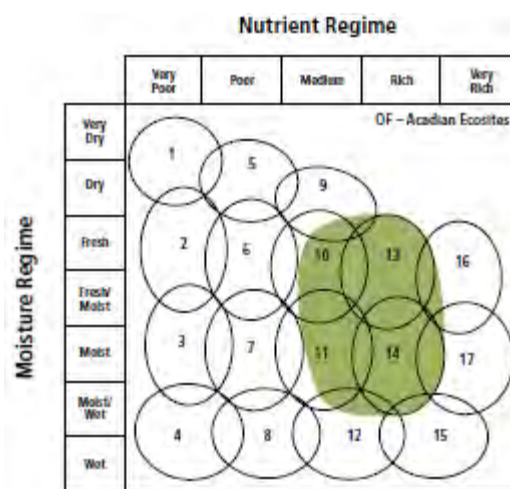 Nutrient Regime
Very Poor
Poor
Medium
Rich
Very Rich
OF – Acadian Ecosites
Moisture Regime
Very Dry
Dry
Fresh
Fresh/ Moist
Moist
Moist/ Wet
Wet
1
5
9
2
6
10
13
16
3
7
11
14
17
4
8
12
15